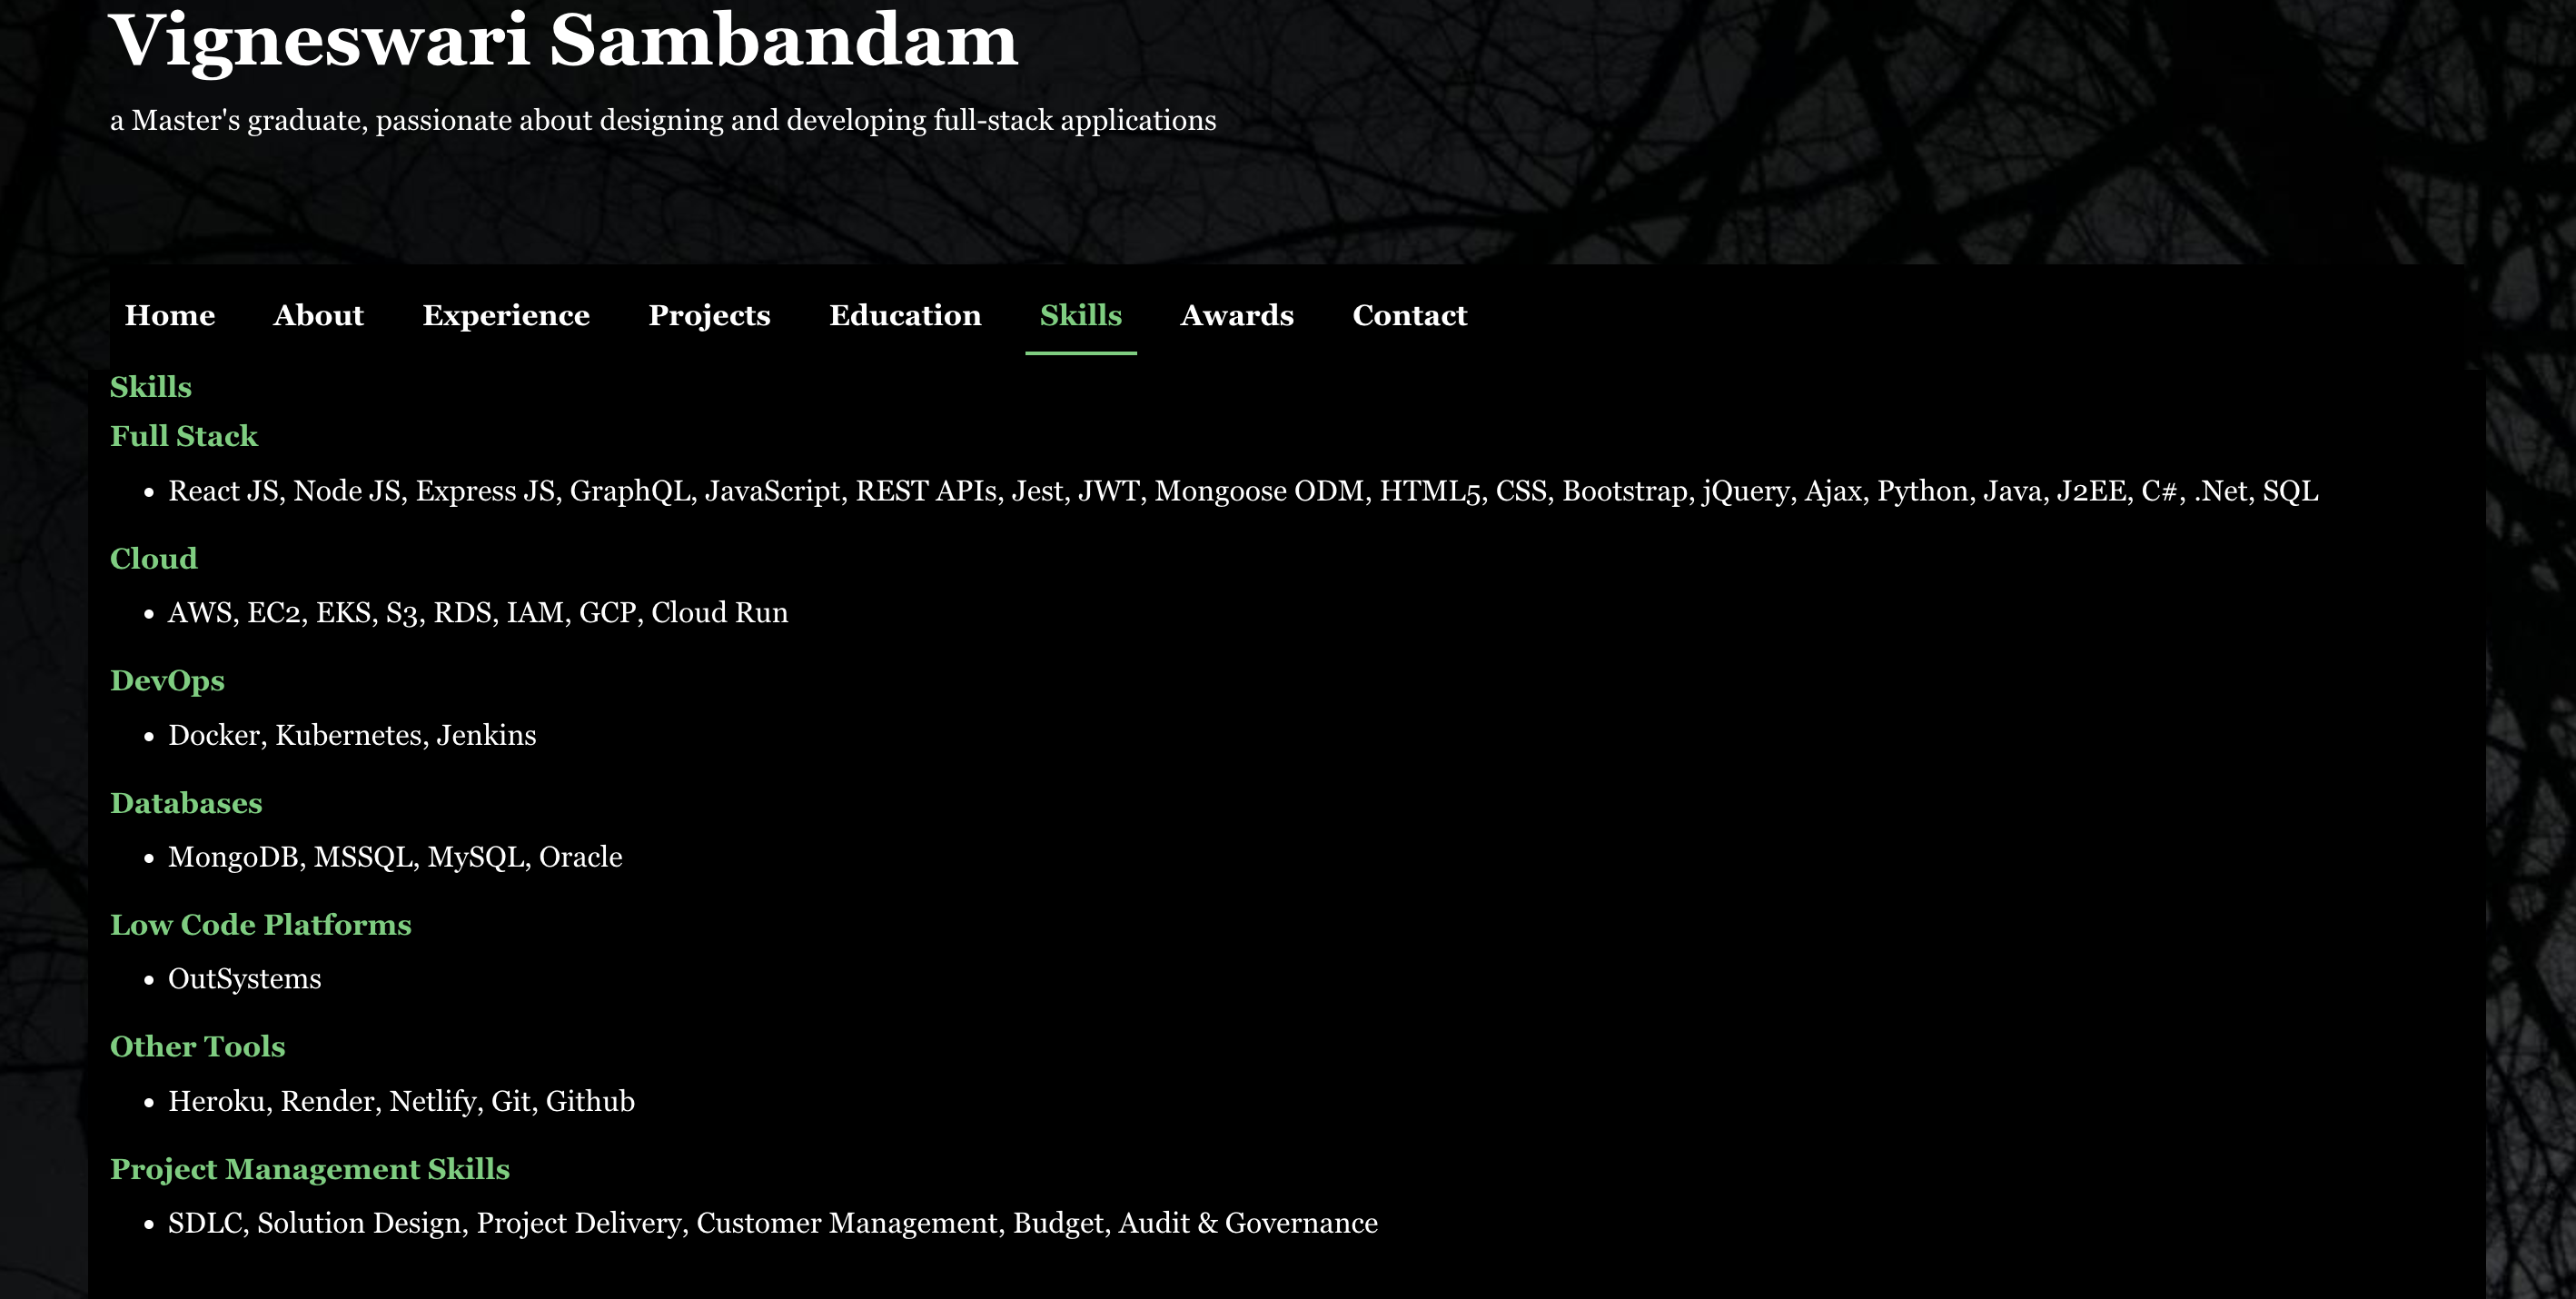 Vigneswari Sambandam
a Master's graduate, passionate about designing and developing full-stack applications
Home About Experience Projects Education Skills Awards Contact
Skills
Full Stack
• React JS, Node JS, Express JS, GraphQL, JavaScript, REST APIs, Jest, JWT, Mongoose ODM, HTML5, CSS, Bootstrap, jQuery, Ajax, Python, Java, J2EE, C#, .Net, SQL
Cloud
• AWS, EC2, EKS, S3, RDS, IAM, GCP, Cloud Run
DevOps
• Docker, Kubernetes, Jenkins
Databases
• MongoDB, MSSQL, MySQL, Oracle
Low Code Platforms
• OutSystems
Other Tools
• Heroku, Render, Netlify, Git, Github
Project Management Skills
• SDLC, Solution Design, Project Delivery, Customer Management, Budget, Audit & Governance